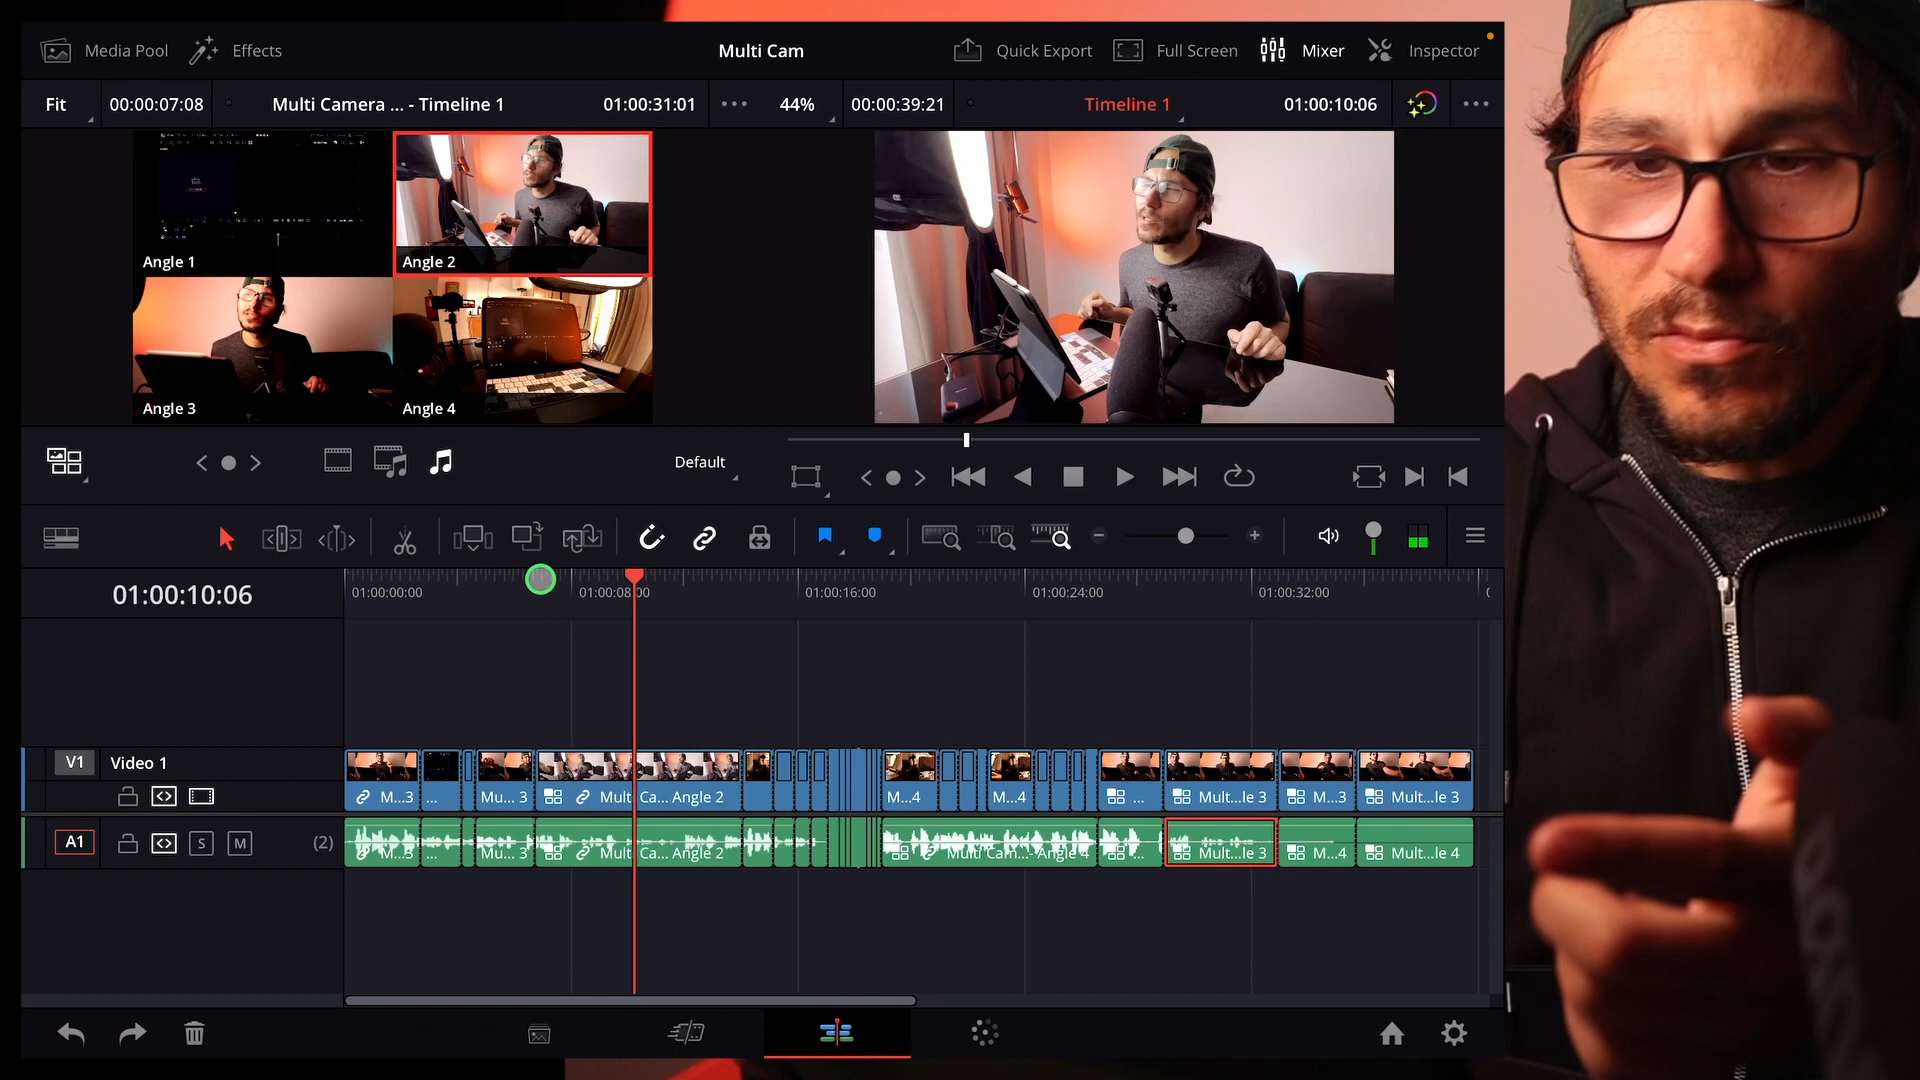 Media Pool Effects Multi Cam Quick Export Full Screen Mixer Inspector
Fit 00:00:07:08 Multi Camera ... - Timeline 1 01:00:31:01 44% 00:00:39:21 Timeline 1 01:00:10:06
Angle 1 Angle 2
Angle 3 Angle 4
Default
01:00:10:06 01:00:00:00 01:00:08:00 01:00:16:00 01:00:24:00 01:00:32:00
V1 Video 1
M...3 ... Mu... 3 Mult Ca... Angle 2 M...4 M...4 ... Mult...le 3 M...3 Mult...le 3
A1 S M (2) M...3 ... Mu... 3 Mult Ca... Angle 2 Multi Cam...- Angle 4 ... Mult...le 3 M...4 Mult...le 4